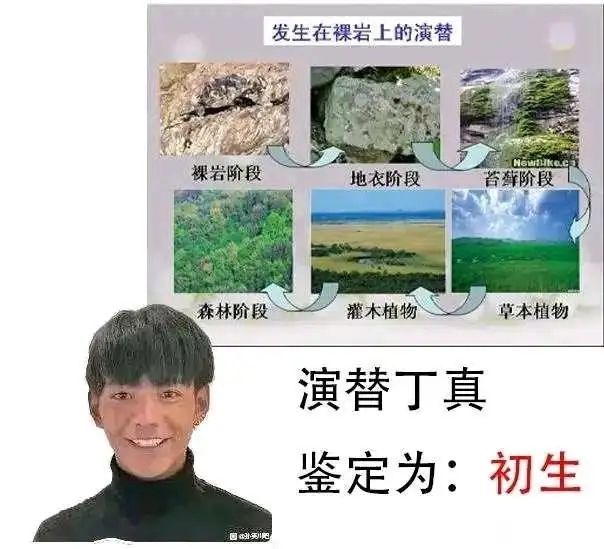 发生在裸岩上的演替
裸岩阶段
地衣阶段
苔藓阶段
森林阶段
灌木植物
草本植物
演替丁真
鉴定为：初生